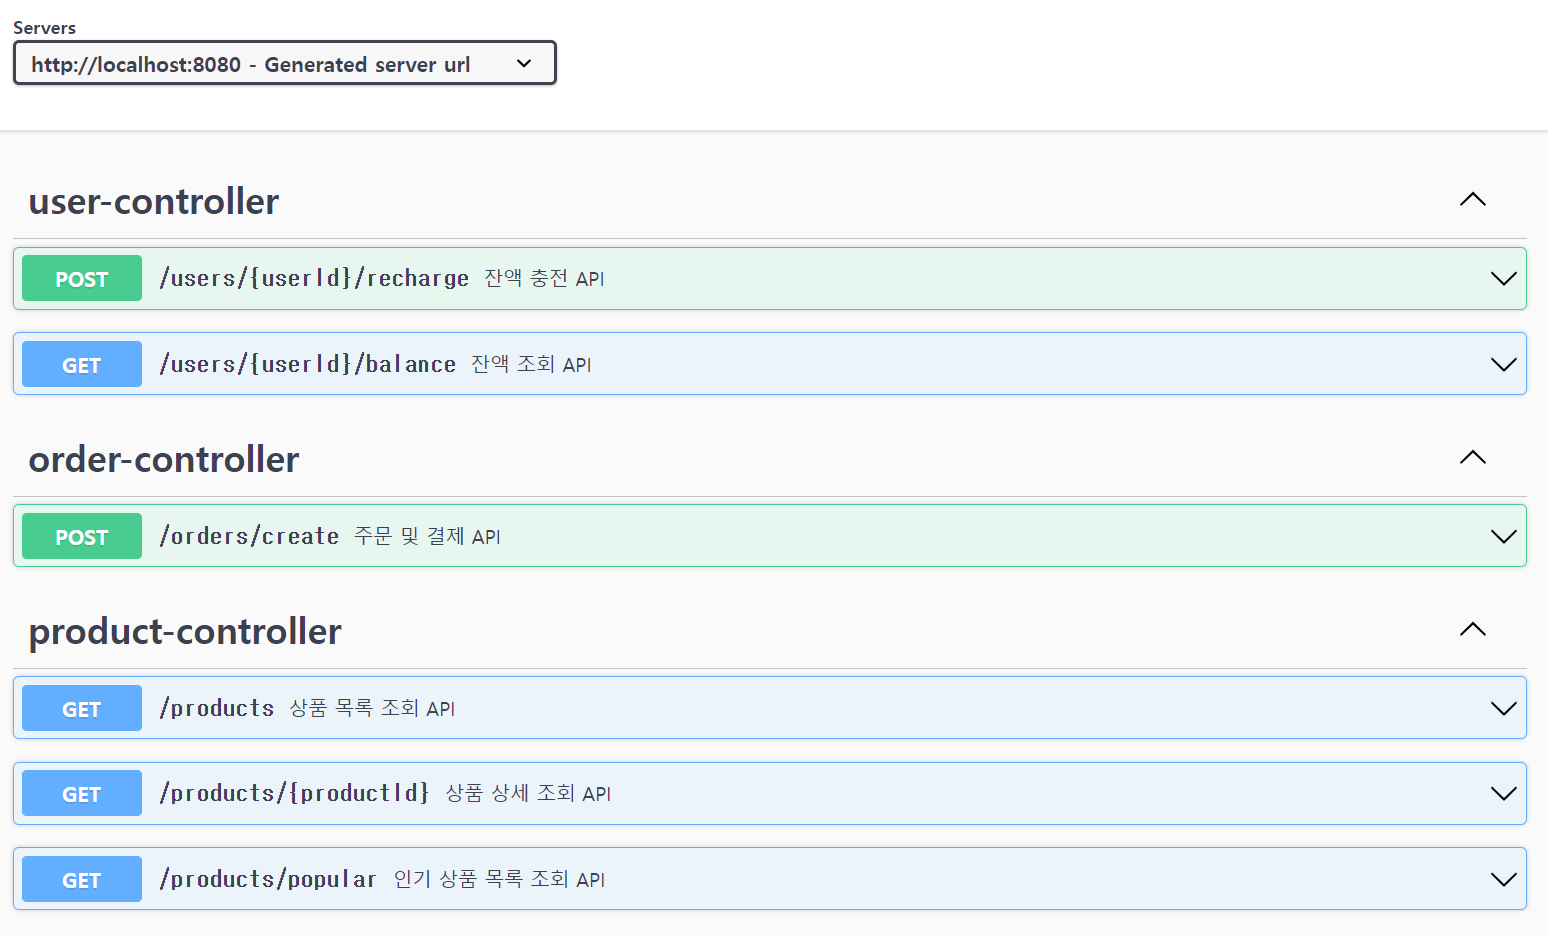 Servers
http://localhost:8080 - Generated server url
user-controller
POST /users/{userId}/recharge 잔액 충전 API
GET /users/{userId}/balance 잔액 조회 API
order-controller
POST /orders/create 주문 및 결제 API
product-controller
GET /products 상품 목록 조회 API
GET /products/{productId} 상품 상세 조회 API
GET /products/popular 인기 상품 목록 조회 API